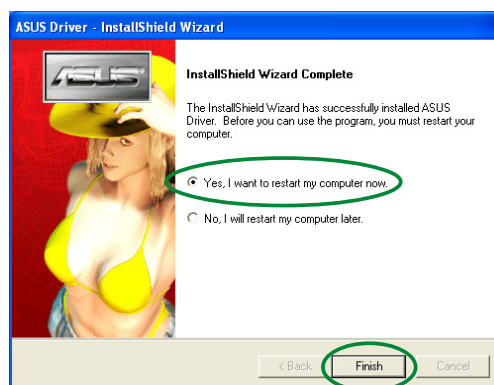 ASUS Driver - InstallShield Wizard
ASUS
InstallShield Wizard Complete
The InstallShield Wizard has successfully installed ASUS
Driver. Before you can use the program, you must restart your
computer.
Yes, I want to restart my computer now.
No, I will restart my computer later.
< Back
Finish
Cancel